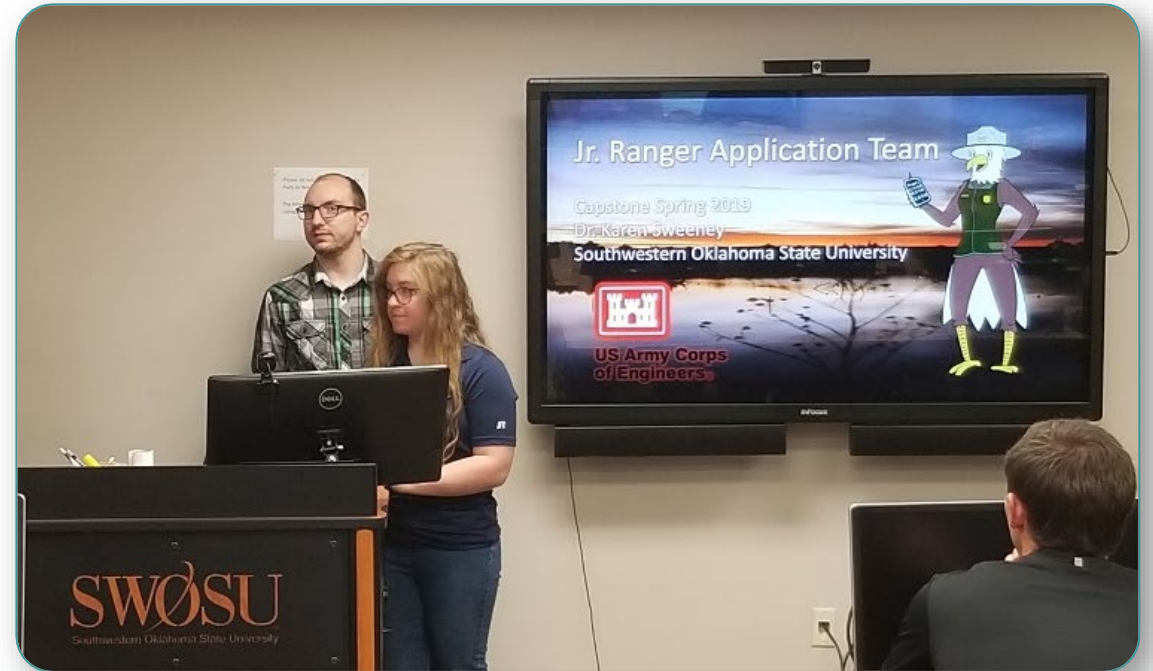 Jr. Ranger Application Team
Capstone Spring 2019
Dr. Karen Sweeney
Southwestern Oklahoma State University
US Army Corps
of Engineers
InFocus
DELL
SWOSU
Southwestern Oklahoma State University